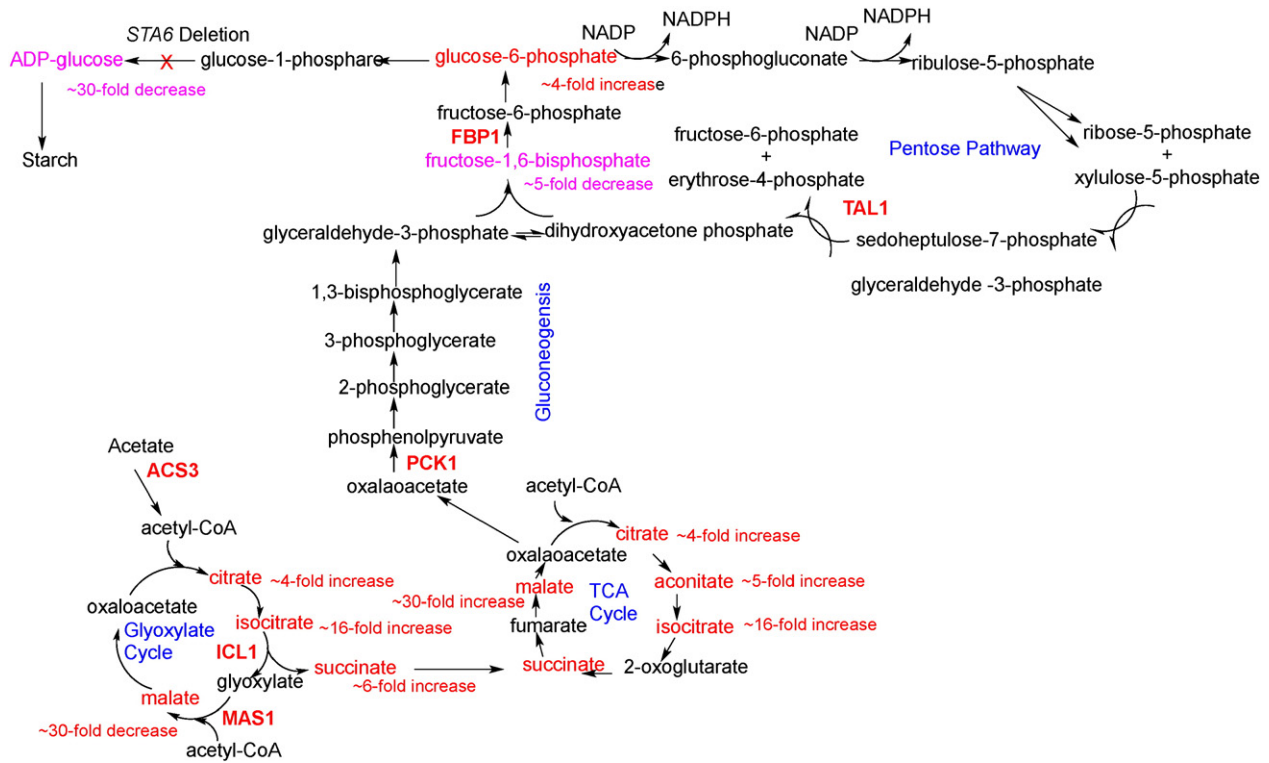 STA6 Deletion
NADP
NADPH
NADP
NADPH
ADP-glucose
X
glucose-1-phosphare
glucose-6-phosphate
6-phosphogluconate
ribulose-5-phosphate
~30-fold decrease
~4-fold increase
fructose-6-phosphate
FBP1
fructose-1,6-bisphosphate
~5-fold decrease
Starch
fructose-6-phosphate
+
erythrose-4-phosphate
Pentose Pathway
ribose-5-phosphate
+
xylulose-5-phosphate
TAL1
glyceraldehyde-3-phosphate
dihydroxyacetone phosphate
sedoheptulose-7-phosphate
glyceraldehyde -3-phosphate
1,3-bisphosphoglycerate
3-phosphoglycerate
2-phosphoglycerate
Gluconeogensis
phosphenolpyruvate
PCK1
oxalaoacetate
Acetate
ACS3
acetyl-CoA
citrate ~4-fold increase
oxaloacetate
Glyoxylate
Cycle
isocitrate ~16-fold increase
ICL1
glyoxylate
succinate
~6-fold increase
malate
~30-fold decrease
MAS1
acetyl-CoA
acetyl-CoA
citrate ~4-fold increase
oxalaoacetate
malate
~30-fold increase
TCA
Cycle
aconitate ~5-fold increase
fumarate
isocitrate ~16-fold increase
succinate
2-oxoglutarate